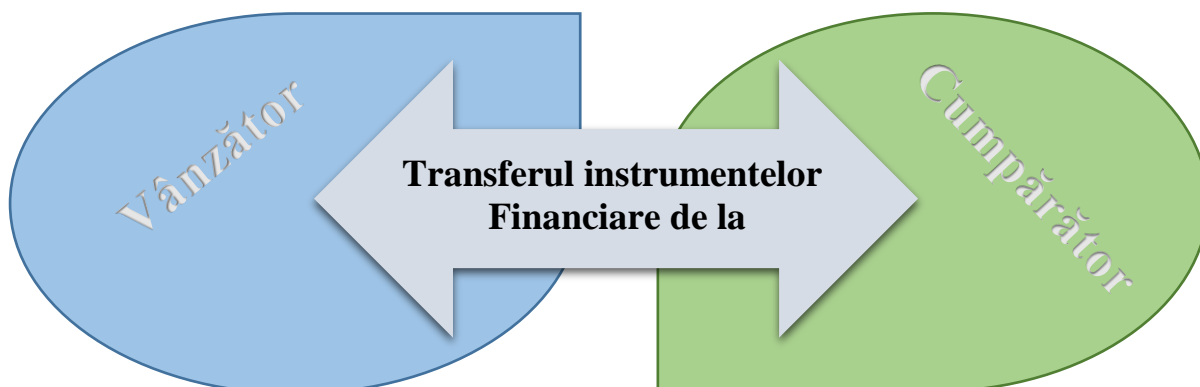 Vânzător
Transferul instrumentelor
Financiare de la
Cumpărător